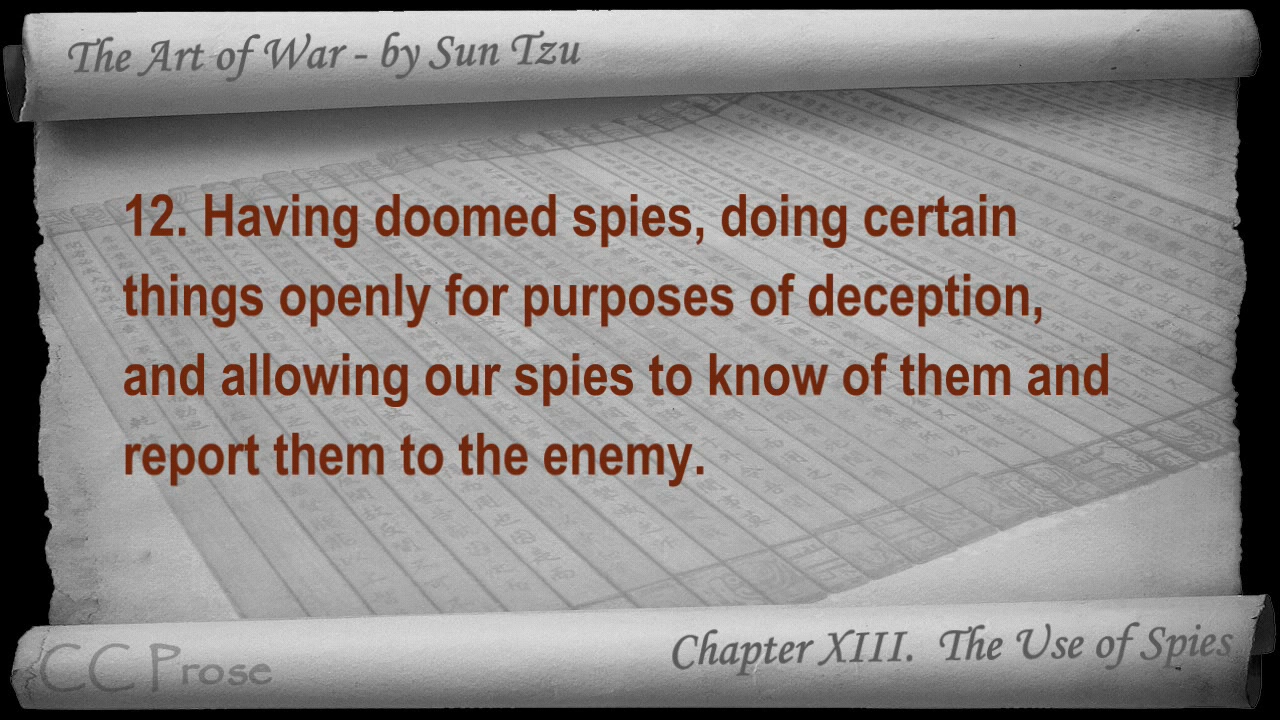 The Art of War - by Sun Tzu
12. Having doomed spies, doing certain
things openly for purposes of deception,
and allowing our spies to know of them and
report them to the enemy.
CC Prose
Chapter XIII. The Use of Spies